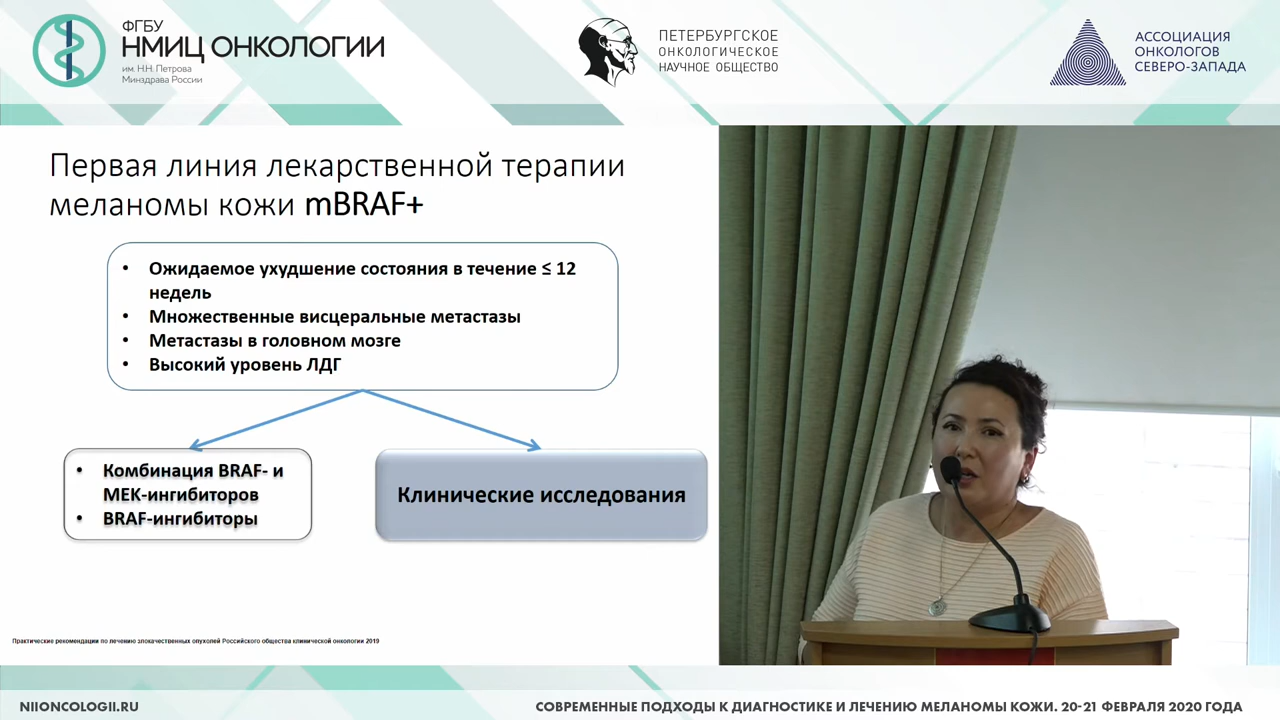 ФГБУ
НМИЦ ОНКОЛОГИИ
им. Н.Н. Петрова
Минздрава России
ПЕТЕРБУРГСКОЕ
ОНКОЛОГИЧЕСКОЕ
НАУЧНОЕ ОБЩЕСТВО
АССОЦИАЦИЯ
ОНКОЛОГОВ
СЕВЕРО-ЗАПАДА
Первая линия лекарственной терапии
меланомы кожи mBRAF+
• Ожидаемое ухудшение состояния в течение ≤ 12
недель
• Множественные висцеральные метастазы
• Метастазы в головном мозге
• Высокий уровень ЛДГ
• Комбинация BRAF- и
MEK-ингибиторов
• BRAF-ингибиторы
Клинические исследования
Практические рекомендации по лечению злокачественных опухолей Российского общества клинической онкологии 2019
NIIONCOLOGII.RU
СОВРЕМЕННЫЕ ПОДХОДЫ К ДИАГНОСТИКЕ И ЛЕЧЕНИЮ МЕЛАНОМЫ КОЖИ. 20-21 ФЕВРАЛЯ 2020 ГОДА